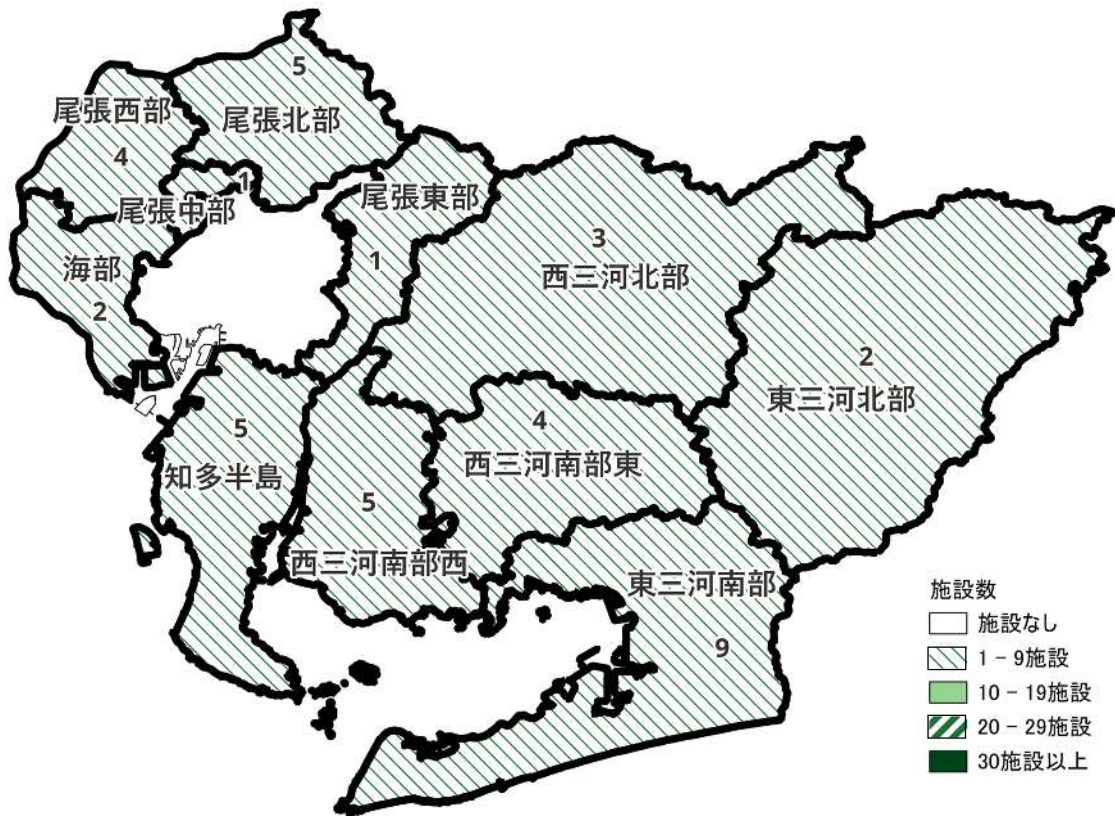 5
尾張北部
尾張西部
4
1
尾張中部
尾張東部
1
海部
2
3
西三河北部
2
東三河北部
5
知多半島
4
西三河南部東
5
西三河南部西
東三河南部
9
施設数
施設なし
1 - 9施設
10 - 19施設
20 - 29施設
30施設以上